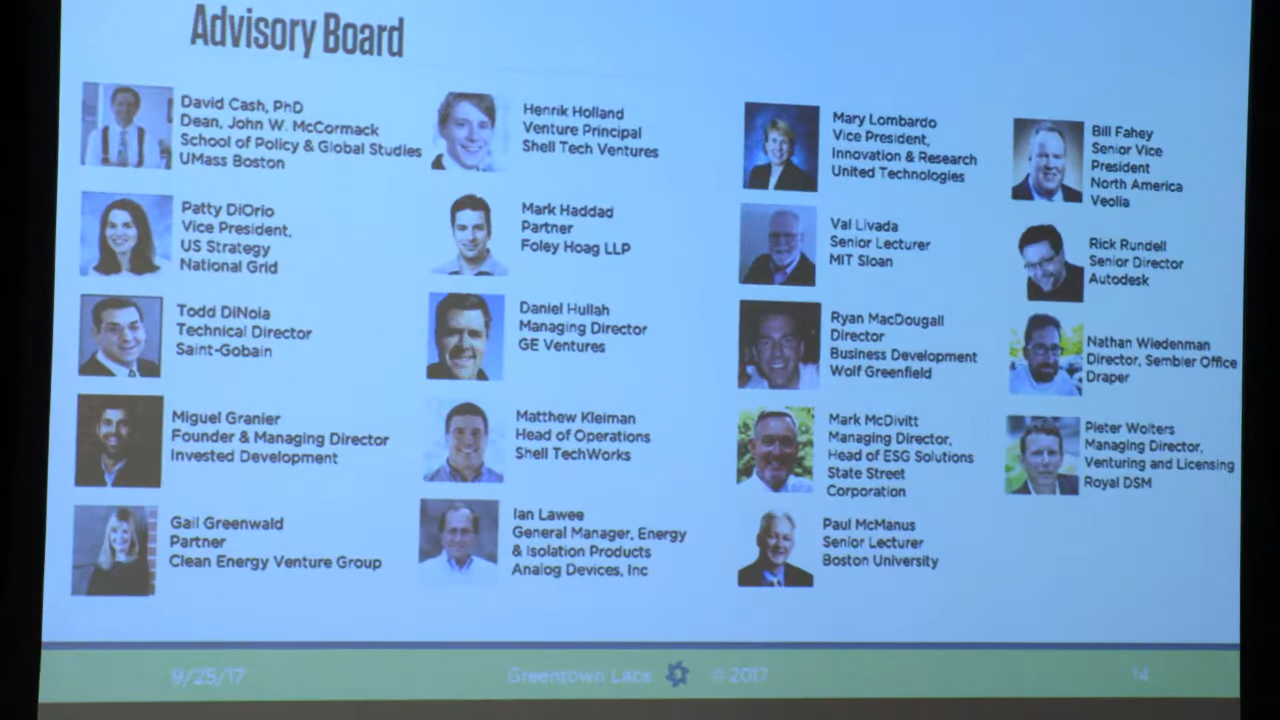 Advisory Board
David Cash, PhD
Dean, John W. McCormack
School of Policy & Global Studies
UMass Boston
Patty DiOrio
Vice President,
US Strategy
National Grid
Todd DiNola
Technical Director
Saint-Gobain
Miguel Granier
Founder & Managing Director
Invested Development
Gail Greenwald
Partner
Clean Energy Venture Group
Henrik Holland
Venture Principal
Shell Tech Ventures
Mark Haddad
Partner
Foley Hoag LLP
Daniel Hullah
Managing Director
GE Ventures
Matthew Kleiman
Head of Operations
Shell TechWorks
Ian Lawee
General Manager, Energy
& Isolation Products
Analog Devices, Inc
Mary Lombardo
Vice President,
Innovation & Research
United Technologies
Val Livada
Senior Lecturer
MIT Sloan
Ryan MacDougall
Director
Business Development
Wolf Greenfield
Mark McDivitt
Managing Director,
Head of ESG Solutions
State Street
Corporation
Paul McManus
Senior Lecturer
Boston University
Bill Fahey
Senior Vice
President
North America
Veolia
Rick Rundell
Senior Director
Autodesk
Nathan Wiedenman
Director, Sembler Office
Draper
Pieter Wolters
Managing Director,
Venturing and Licensing
Royal DSM
9/25/17
Greentown Labs © 2017
14